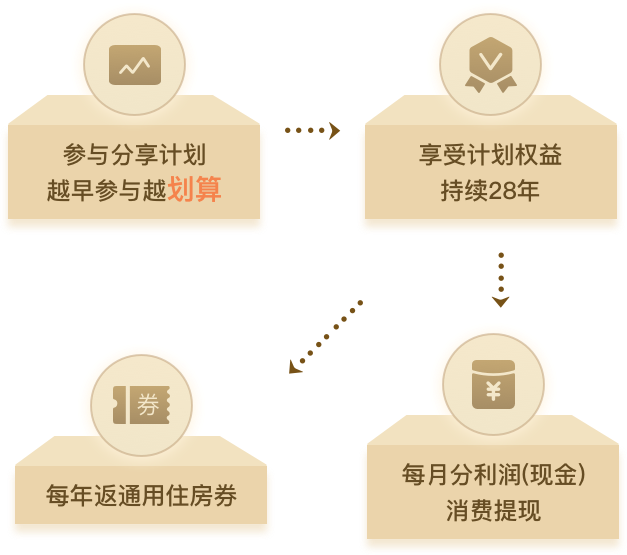 参与分享计划
越早参与越划算
享受计划权益
持续28年
¥
每月分利润(现金)
消费提现
券
每年返通用住房券